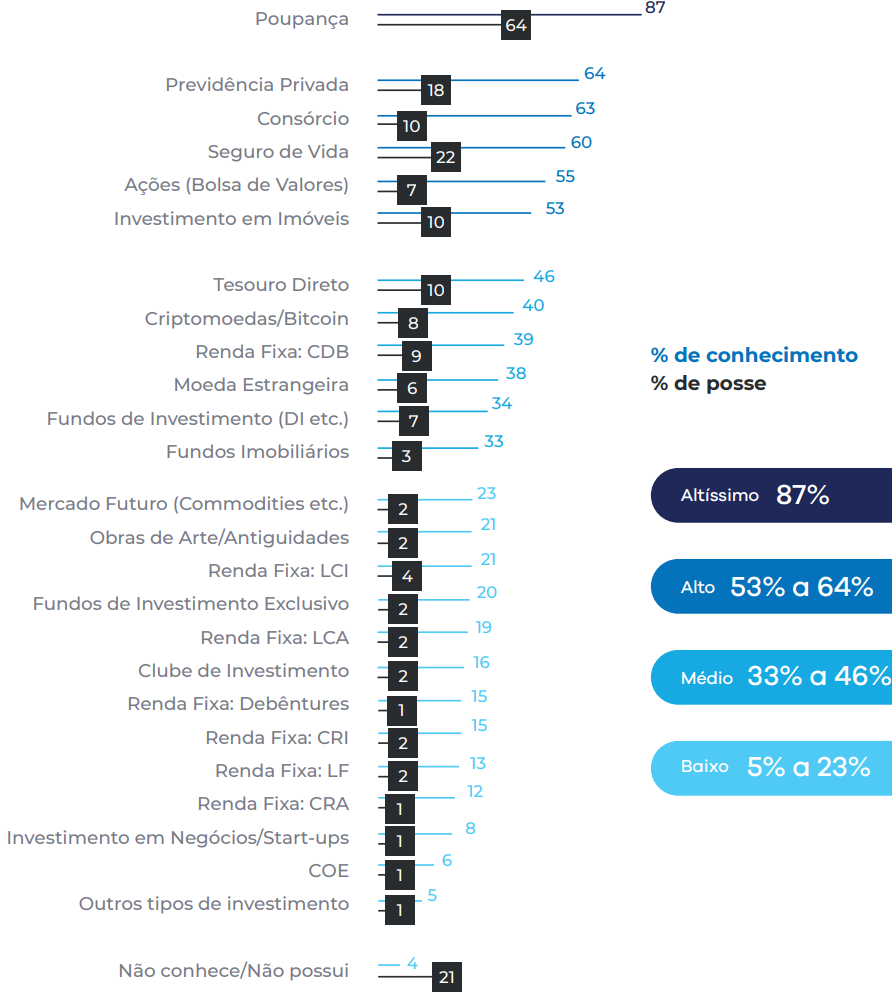 Poupança 87
64
Previdência Privada 64
18
Consórcio 63
10
Seguro de Vida 60
22
Ações (Bolsa de Valores) 55
7
Investimento em Imóveis 53
10
Tesouro Direto 46
10
Criptomoedas/Bitcoin 40
8
Renda Fixa: CDB 39
9
Moeda Estrangeira 38
6
Fundos de Investimento (DI etc.) 34
7
Fundos Imobiliários 33
3
Mercado Futuro (Commodities etc.) 23
2
Obras de Arte/Antiguidades 21
2
Renda Fixa: LCI 21
4
Fundos de Investimento Exclusivo 20
2
Renda Fixa: LCA 19
2
Clube de Investimento 16
2
Renda Fixa: Debêntures 15
1
Renda Fixa: CRI 15
2
Renda Fixa: LF 13
2
Renda Fixa: CRA 12
1
Investimento em Negócios/Start-ups 8
1
COE 6
1
Outros tipos de investimento 5
1
Não conhece/Não possui 4
21
% de conhecimento
% de posse
Altíssimo 87%
Alto 53% a 64%
Médio 33% a 46%
Baixo 5% a 23%